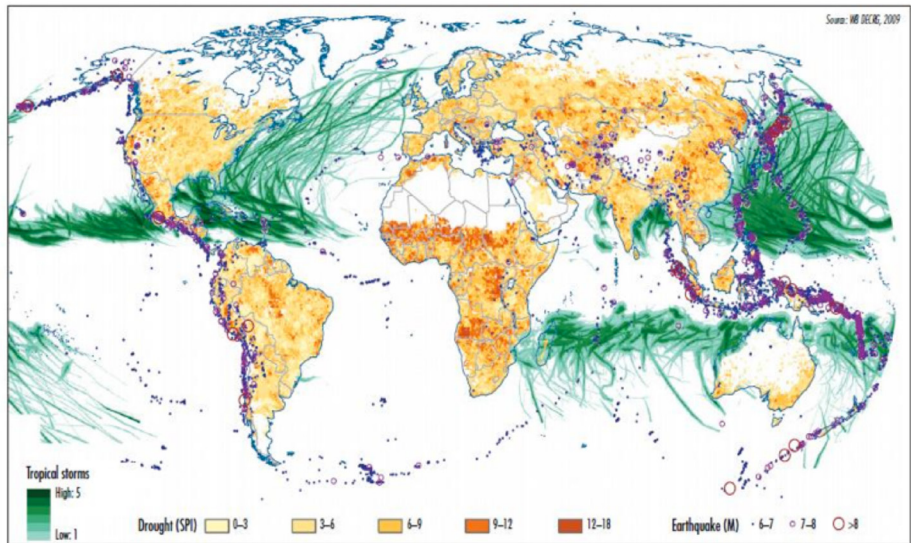 Source: WB DECRG, 2009
Tropical storms
High: 5
Low: 1
Drought (SPI) 0–3 3–6 6–9 9–12 12–18 Earthquake (M) 6–7 7–8 >8